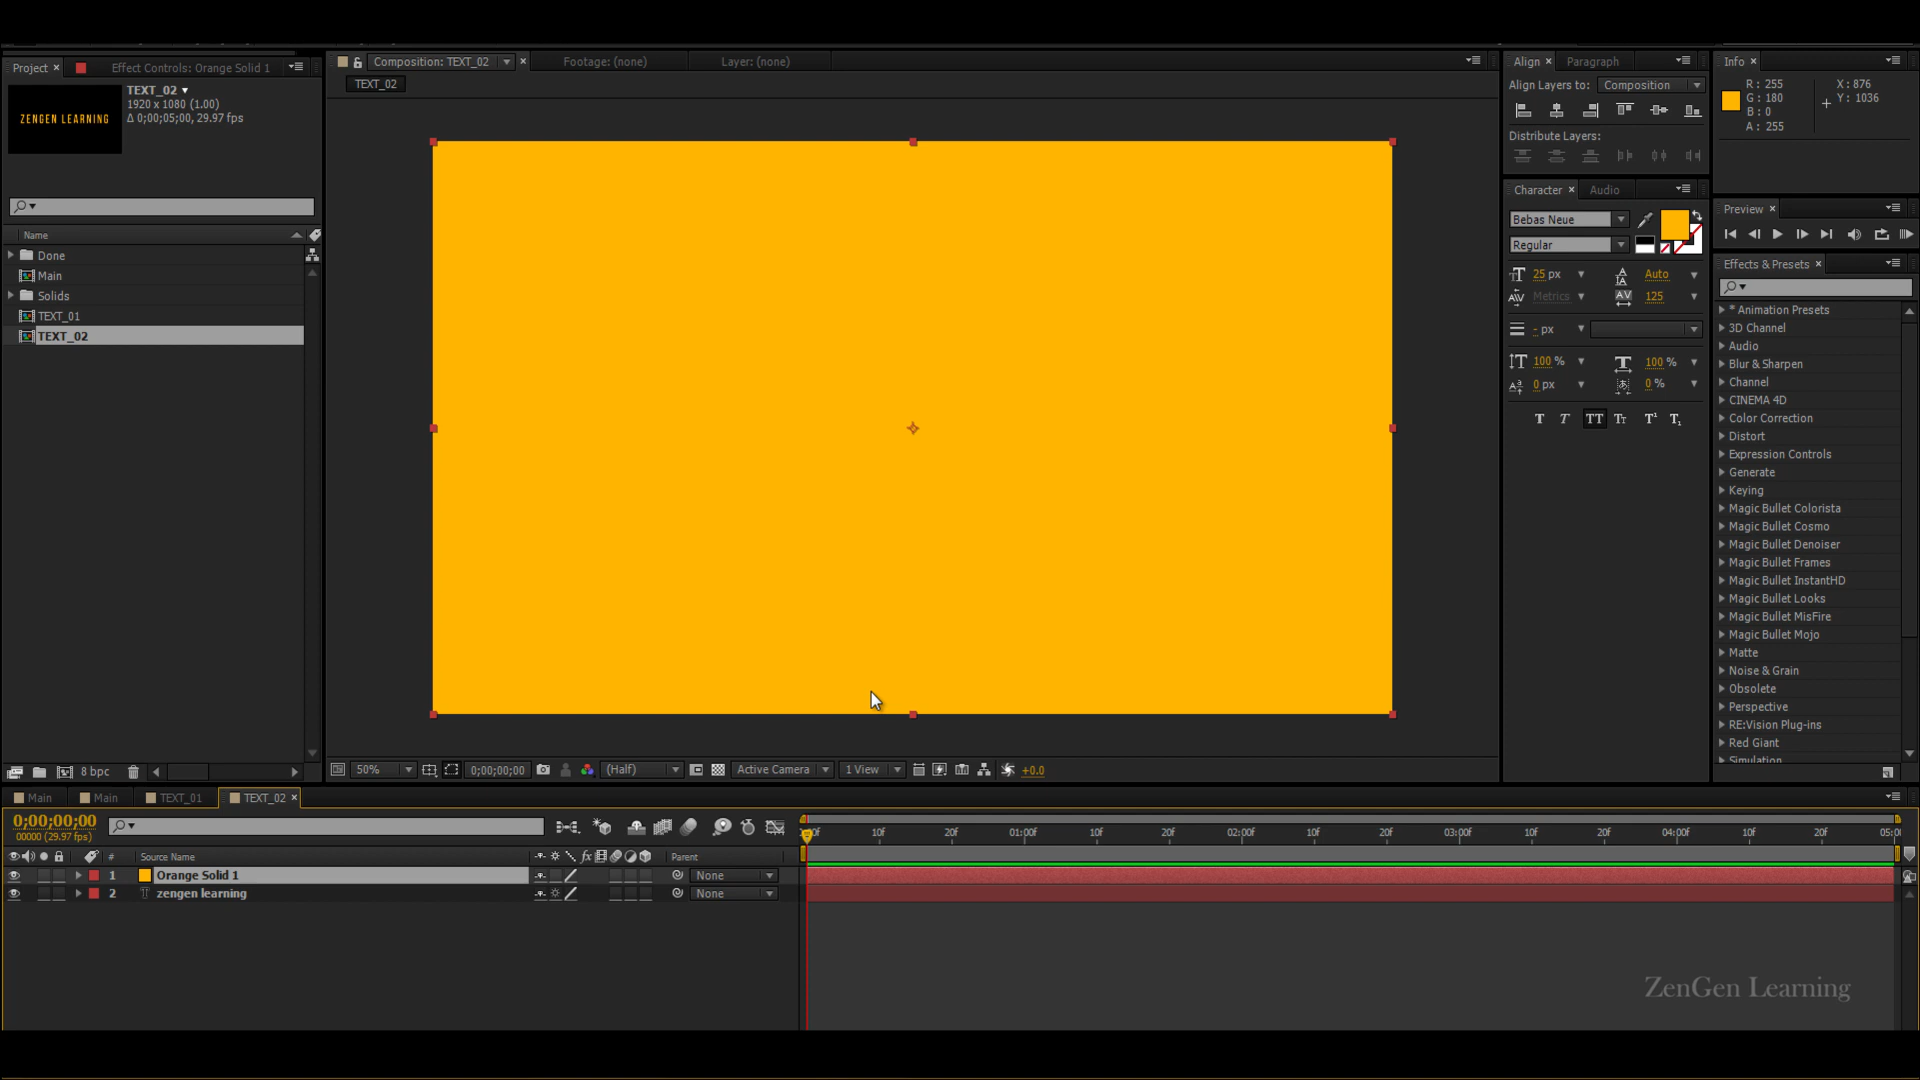 Project ×
Effect Controls: Orange Solid 1
ZENGEN LEARNING
TEXT_02
1920 x 1080 (1.00)
Δ 0;00;05;00, 29.97 fps
Name
Done
Main
Solids
TEXT_01
TEXT_02
8 bpc
Composition: TEXT_02 ×
Footage: (none)
Layer: (none)
TEXT_02
50%
0;00;00;00
(Half)
Active Camera
1 View
+0.0
Align ×
Paragraph
Align Layers to:
Composition
Distribute Layers:
Character ×
Audio
Bebas Neue
Regular
25 px
Auto
Metrics
125
- px
100 %
100 %
0 px
0 %
T T TT Tr T¹ T₁
Info ×
R: 255
G: 180
B: 0
A: 255
X: 876
Y: 1036
Preview ×
Effects & Presets ×
* Animation Presets
3D Channel
Audio
Blur & Sharpen
Channel
CINEMA 4D
Color Correction
Distort
Expression Controls
Generate
Keying
Magic Bullet Colorista
Magic Bullet Cosmo
Magic Bullet Denoiser
Magic Bullet Frames
Magic Bullet InstantHD
Magic Bullet Looks
Magic Bullet MisFire
Magic Bullet Mojo
Matte
Noise & Grain
Obsolete
Perspective
RE:Vision Plug-ins
Red Giant
Simulation
Main
Main
TEXT_01
TEXT_02 ×
0;00;00;00
00000 (29.97 fps)
# Source Name
fx
Parent
1 Orange Solid 1
None
2 zengen learning
None
10f 20f 01:00f 10f 20f 02:00f 10f 20f 03:00f 10f 20f 04:00f 10f 20f
ZenGen Learning